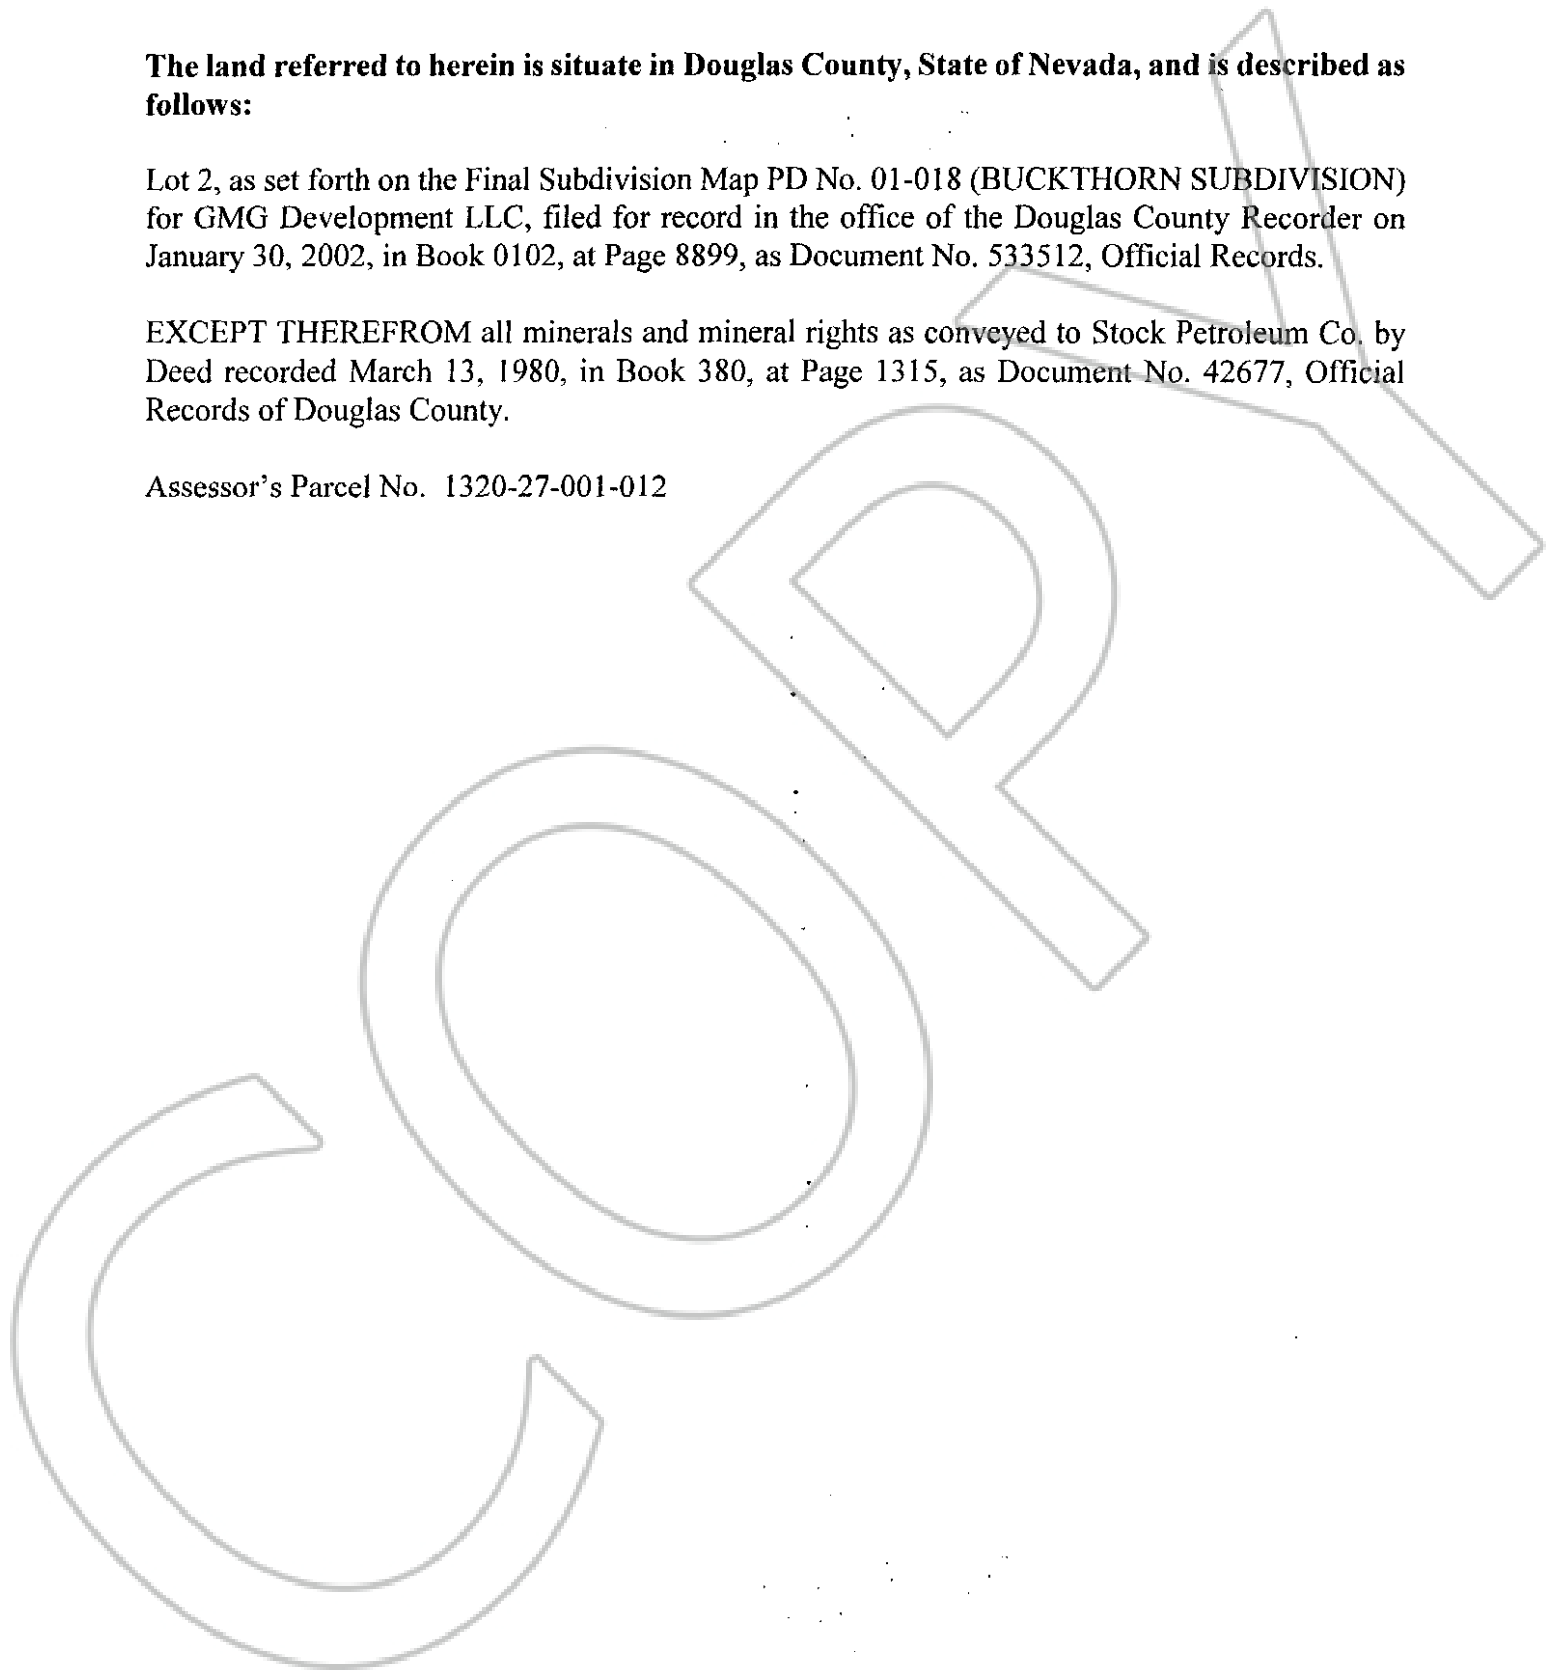 The land referred to herein is situate in Douglas County, State of Nevada, and is described as
follows:
Lot 2, as set forth on the Final Subdivision Map PD No. 01-018 (BUCKTHORN SUBDIVISION)
for GMG Development LLC, filed for record in the office of the Douglas County Recorder on
January 30, 2002, in Book 0102, at Page 8899, as Document No. 533512, Official Records.
EXCEPT THEREFROM all minerals and mineral rights as conveyed to Stock Petroleum Co. by
Deed recorded March 13, 1980, in Book 380, at Page 1315, as Document No. 42677, Official
Records of Douglas County.
Assessor's Parcel No. 1320-27-001-012
COPY